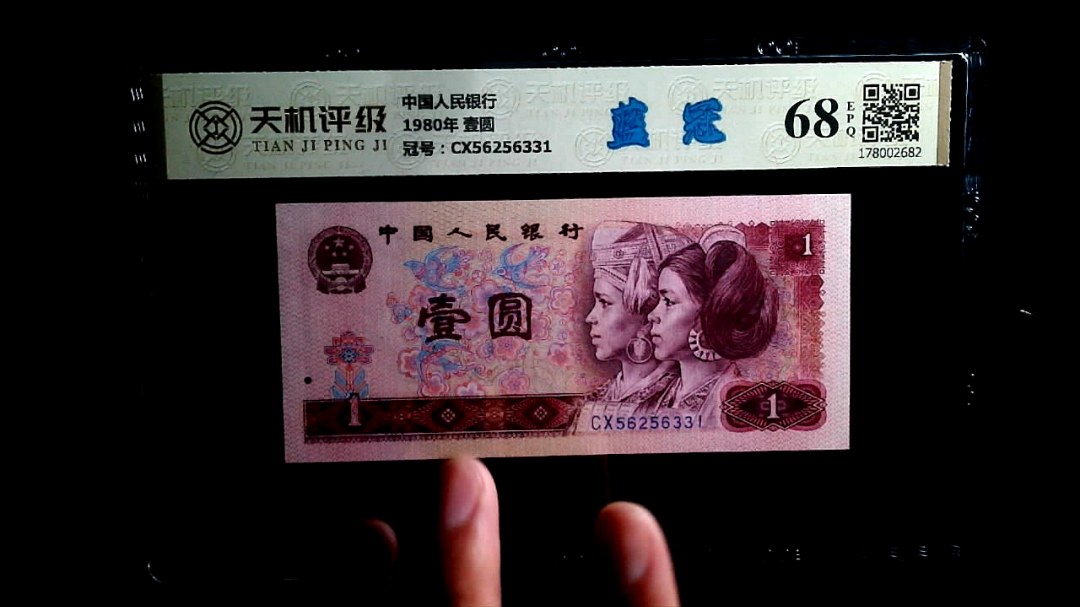 天机评级
TIAN JI PING JI
中国人民银行
1980年 壹圆
冠号：CX56256331
蓝冠
68
EPQ
178002682
中国人民银行
1
壹圆
1
CX56256331
1